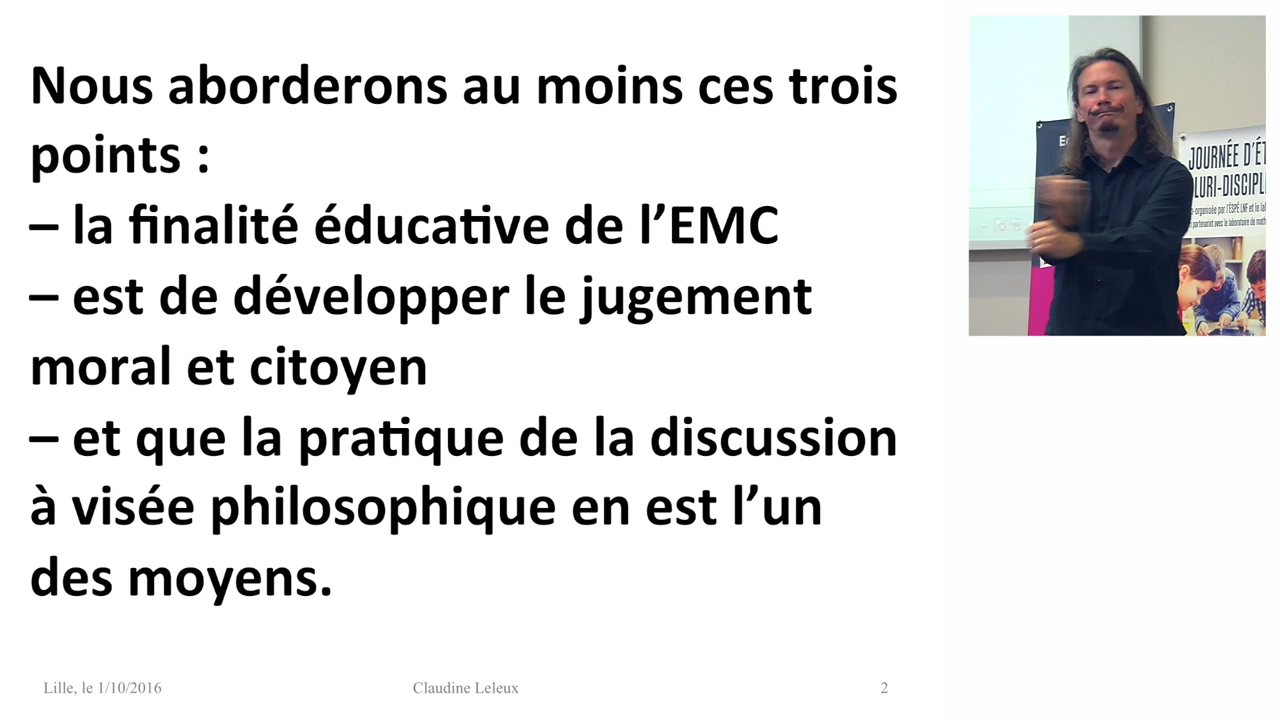 Nous aborderons au moins ces trois
points :
– la finalité éducative de l’EMC
– est de développer le jugement
moral et citoyen
– et que la pratique de la discussion
à visée philosophique en est l’un
des moyens.
Lille, le 1/10/2016
Claudine Leleux
2
JOURNÉE D'ÉT
LURI-DISCIPL